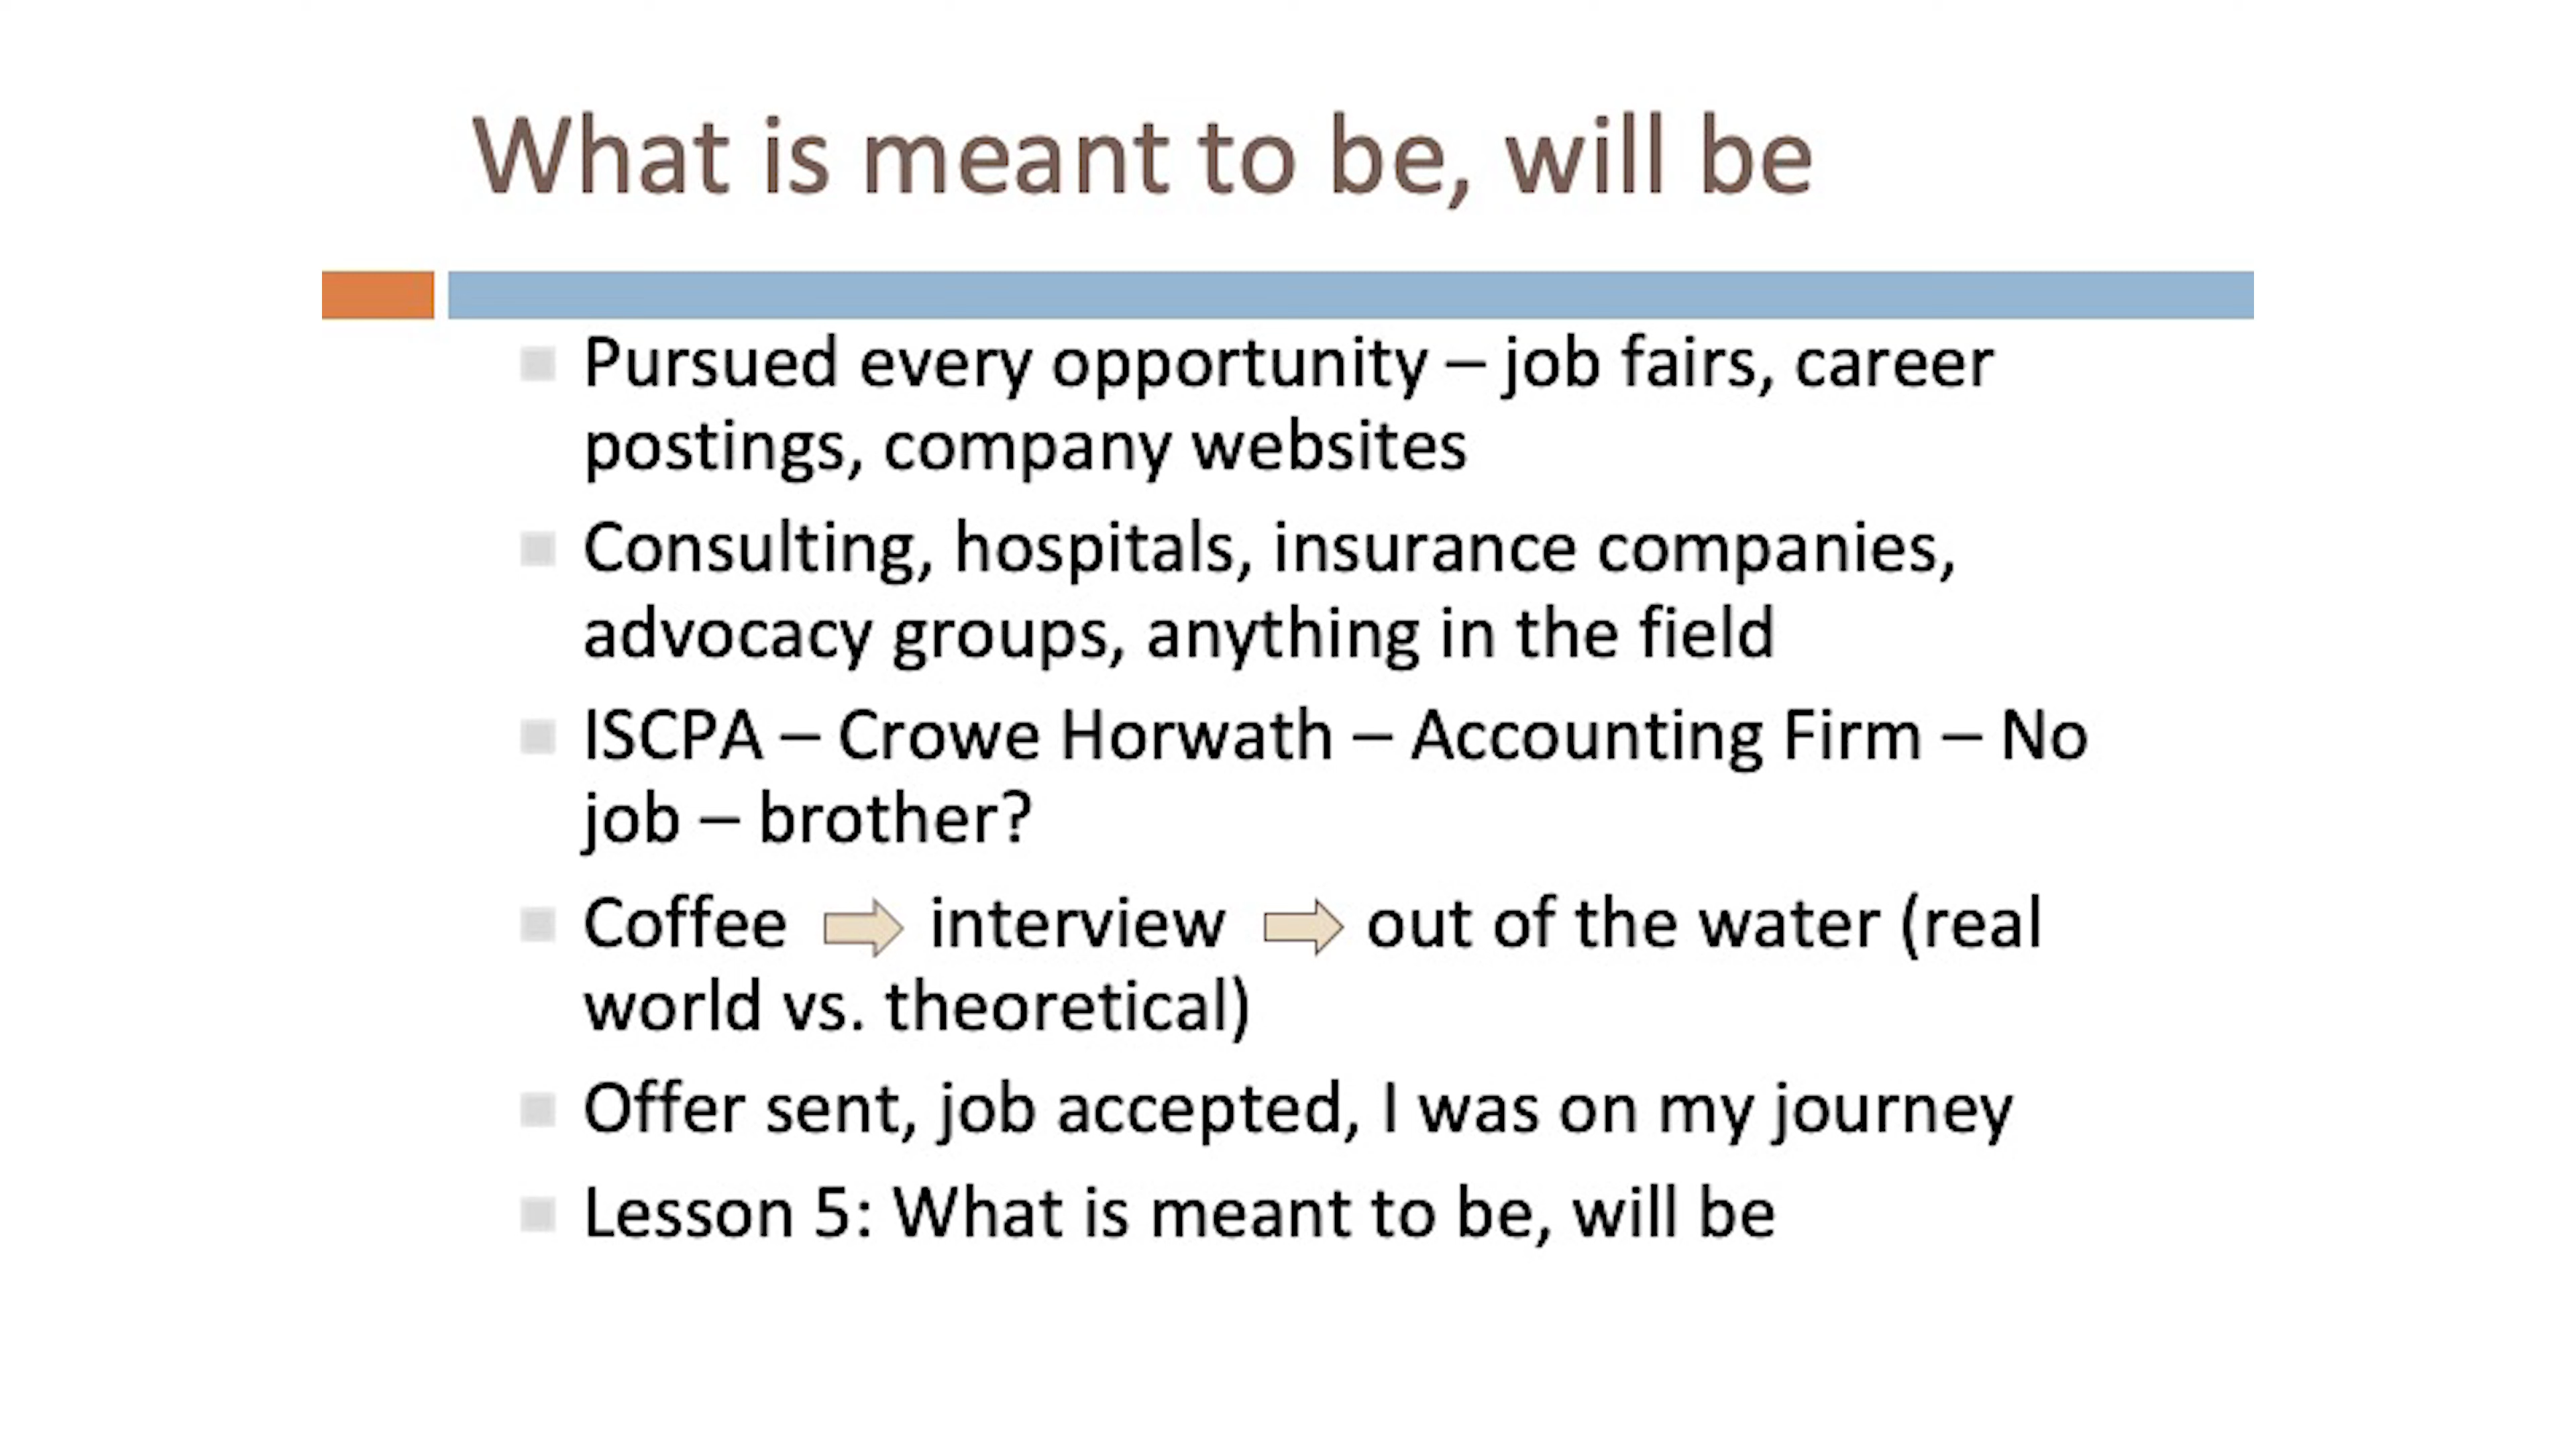 What is meant to be, will be
Pursued every opportunity – job fairs, career
postings, company websites
Consulting, hospitals, insurance companies,
advocacy groups, anything in the field
ISCPA – Crowe Horwath – Accounting Firm – No
job – brother?
Coffee interview out of the water (real
world vs. theoretical)
Offer sent, job accepted, I was on my journey
Lesson 5: What is meant to be, will be